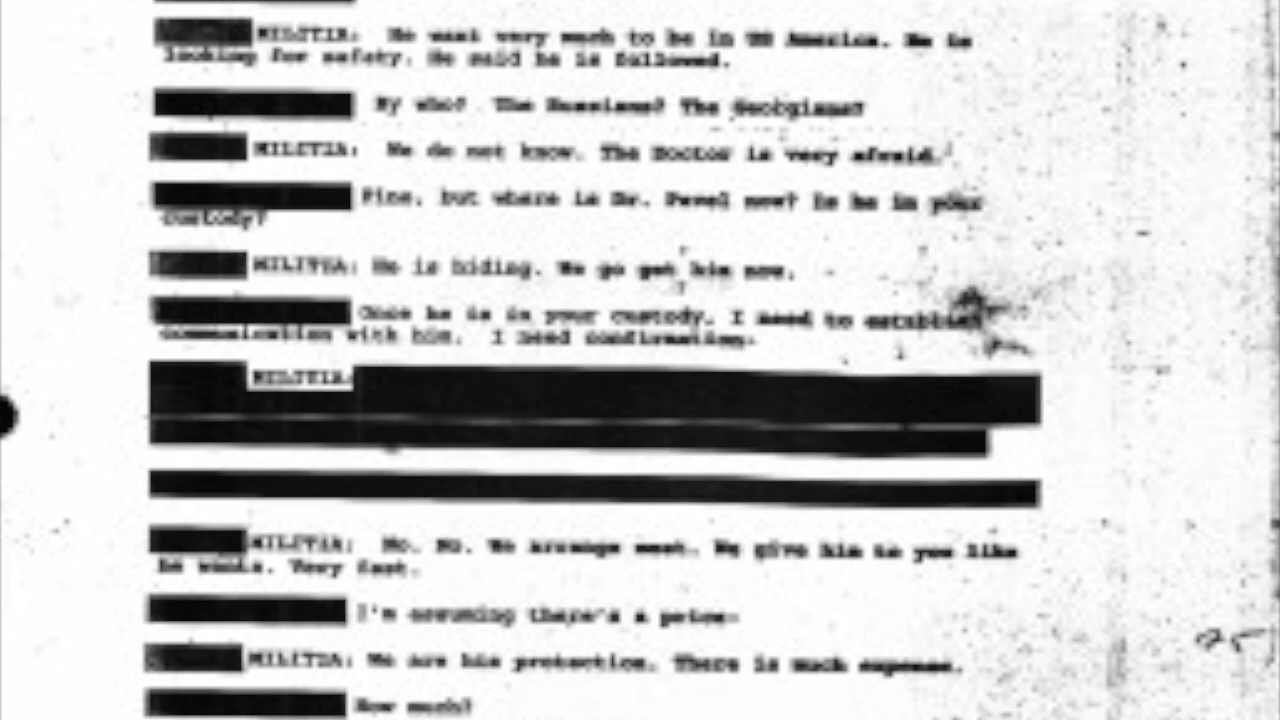 MILITIA: He want very much to be in US America. He is
looking for safety. He said he is followed.
By who? The Russians? The Georgians?
MILITIA: We do not know. The Doctor is very afraid.
Fine, but where is Dr. Pavel now? Is he in your
custody?
MILITIA: He is hiding. We go get him now.
Once he is in your custody, I need to establish
communication with him. I need confirmation.
MILITIA:
MILITIA: No. No. We arrange meet. We give him to you like
he wants. Very fast.
I'm assuming there's a price.
MILITIA: We are his protection. There is much expense.
How much?